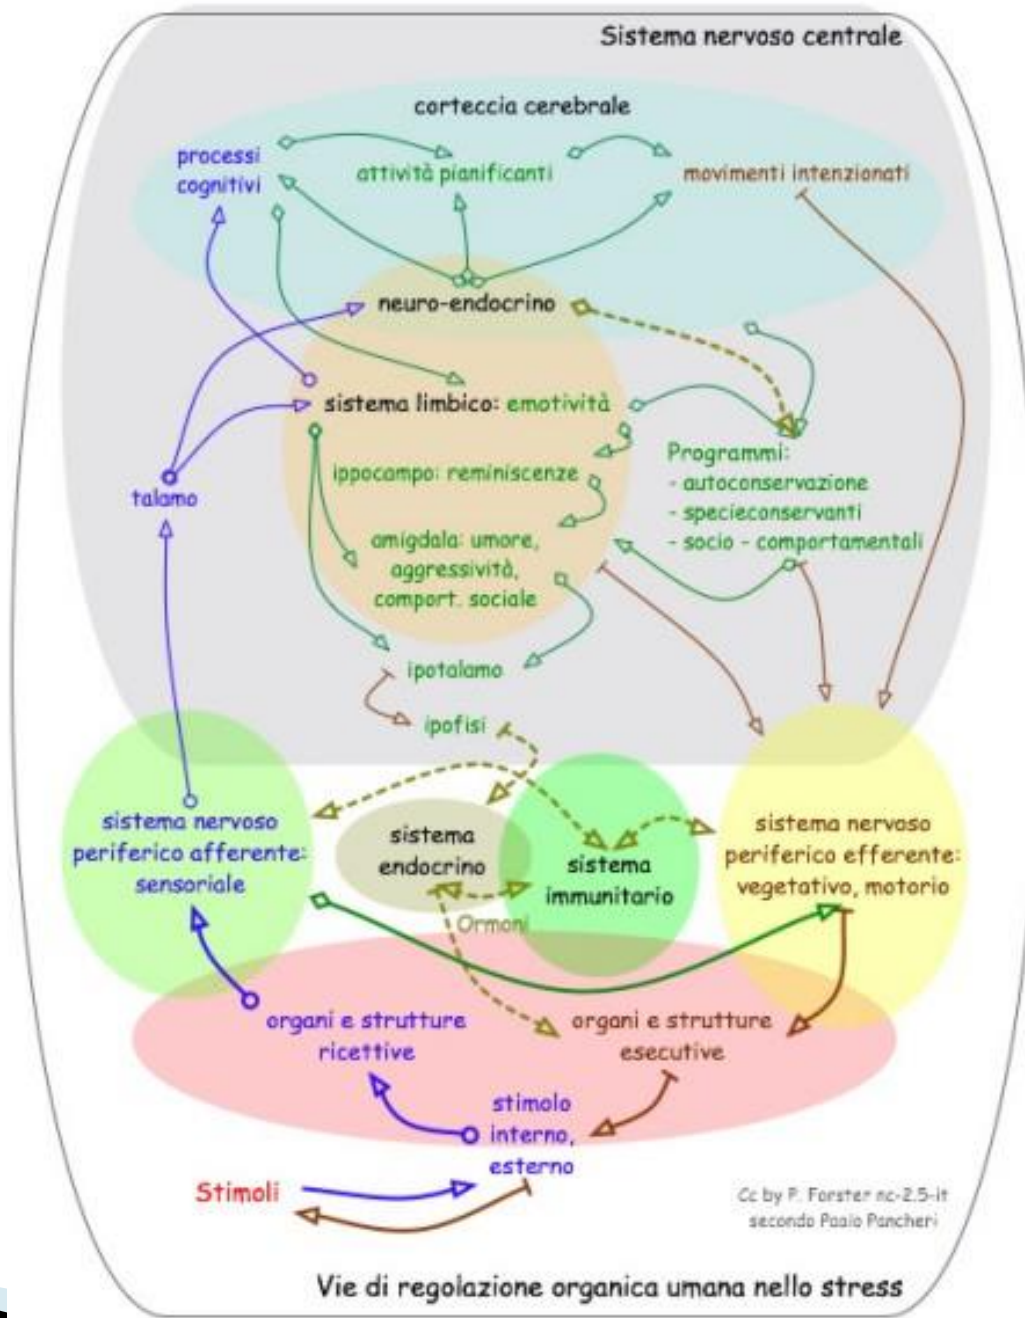 Sistema nervoso centrale
corteccia cerebrale
processi
cognitivi
attività pianificanti
movimenti intenzionati
neuro-endocrino
sistema limbico: emotività
ippocampo: reminiscenze
amigdala: umore,
aggressività,
comport. sociale
Programmi:
- autoconservazione
- specieconservanti
- socio - comportamentali
talamo
ipotalamo
ipofisi
sistema nervoso
periferico afferente:
sensoriale
sistema
endocrino
sistema
immunitario
sistema nervoso
periferico efferente:
vegetativo, motorio
Ormoni
organi e strutture
ricettive
organi e strutture
esecutive
stimolo
interno,
esterno
Stimoli
Cc by P. Forster nc-2.5-it
secondo Paolo Pancheri
Vie di regolazione organica umana nello stress